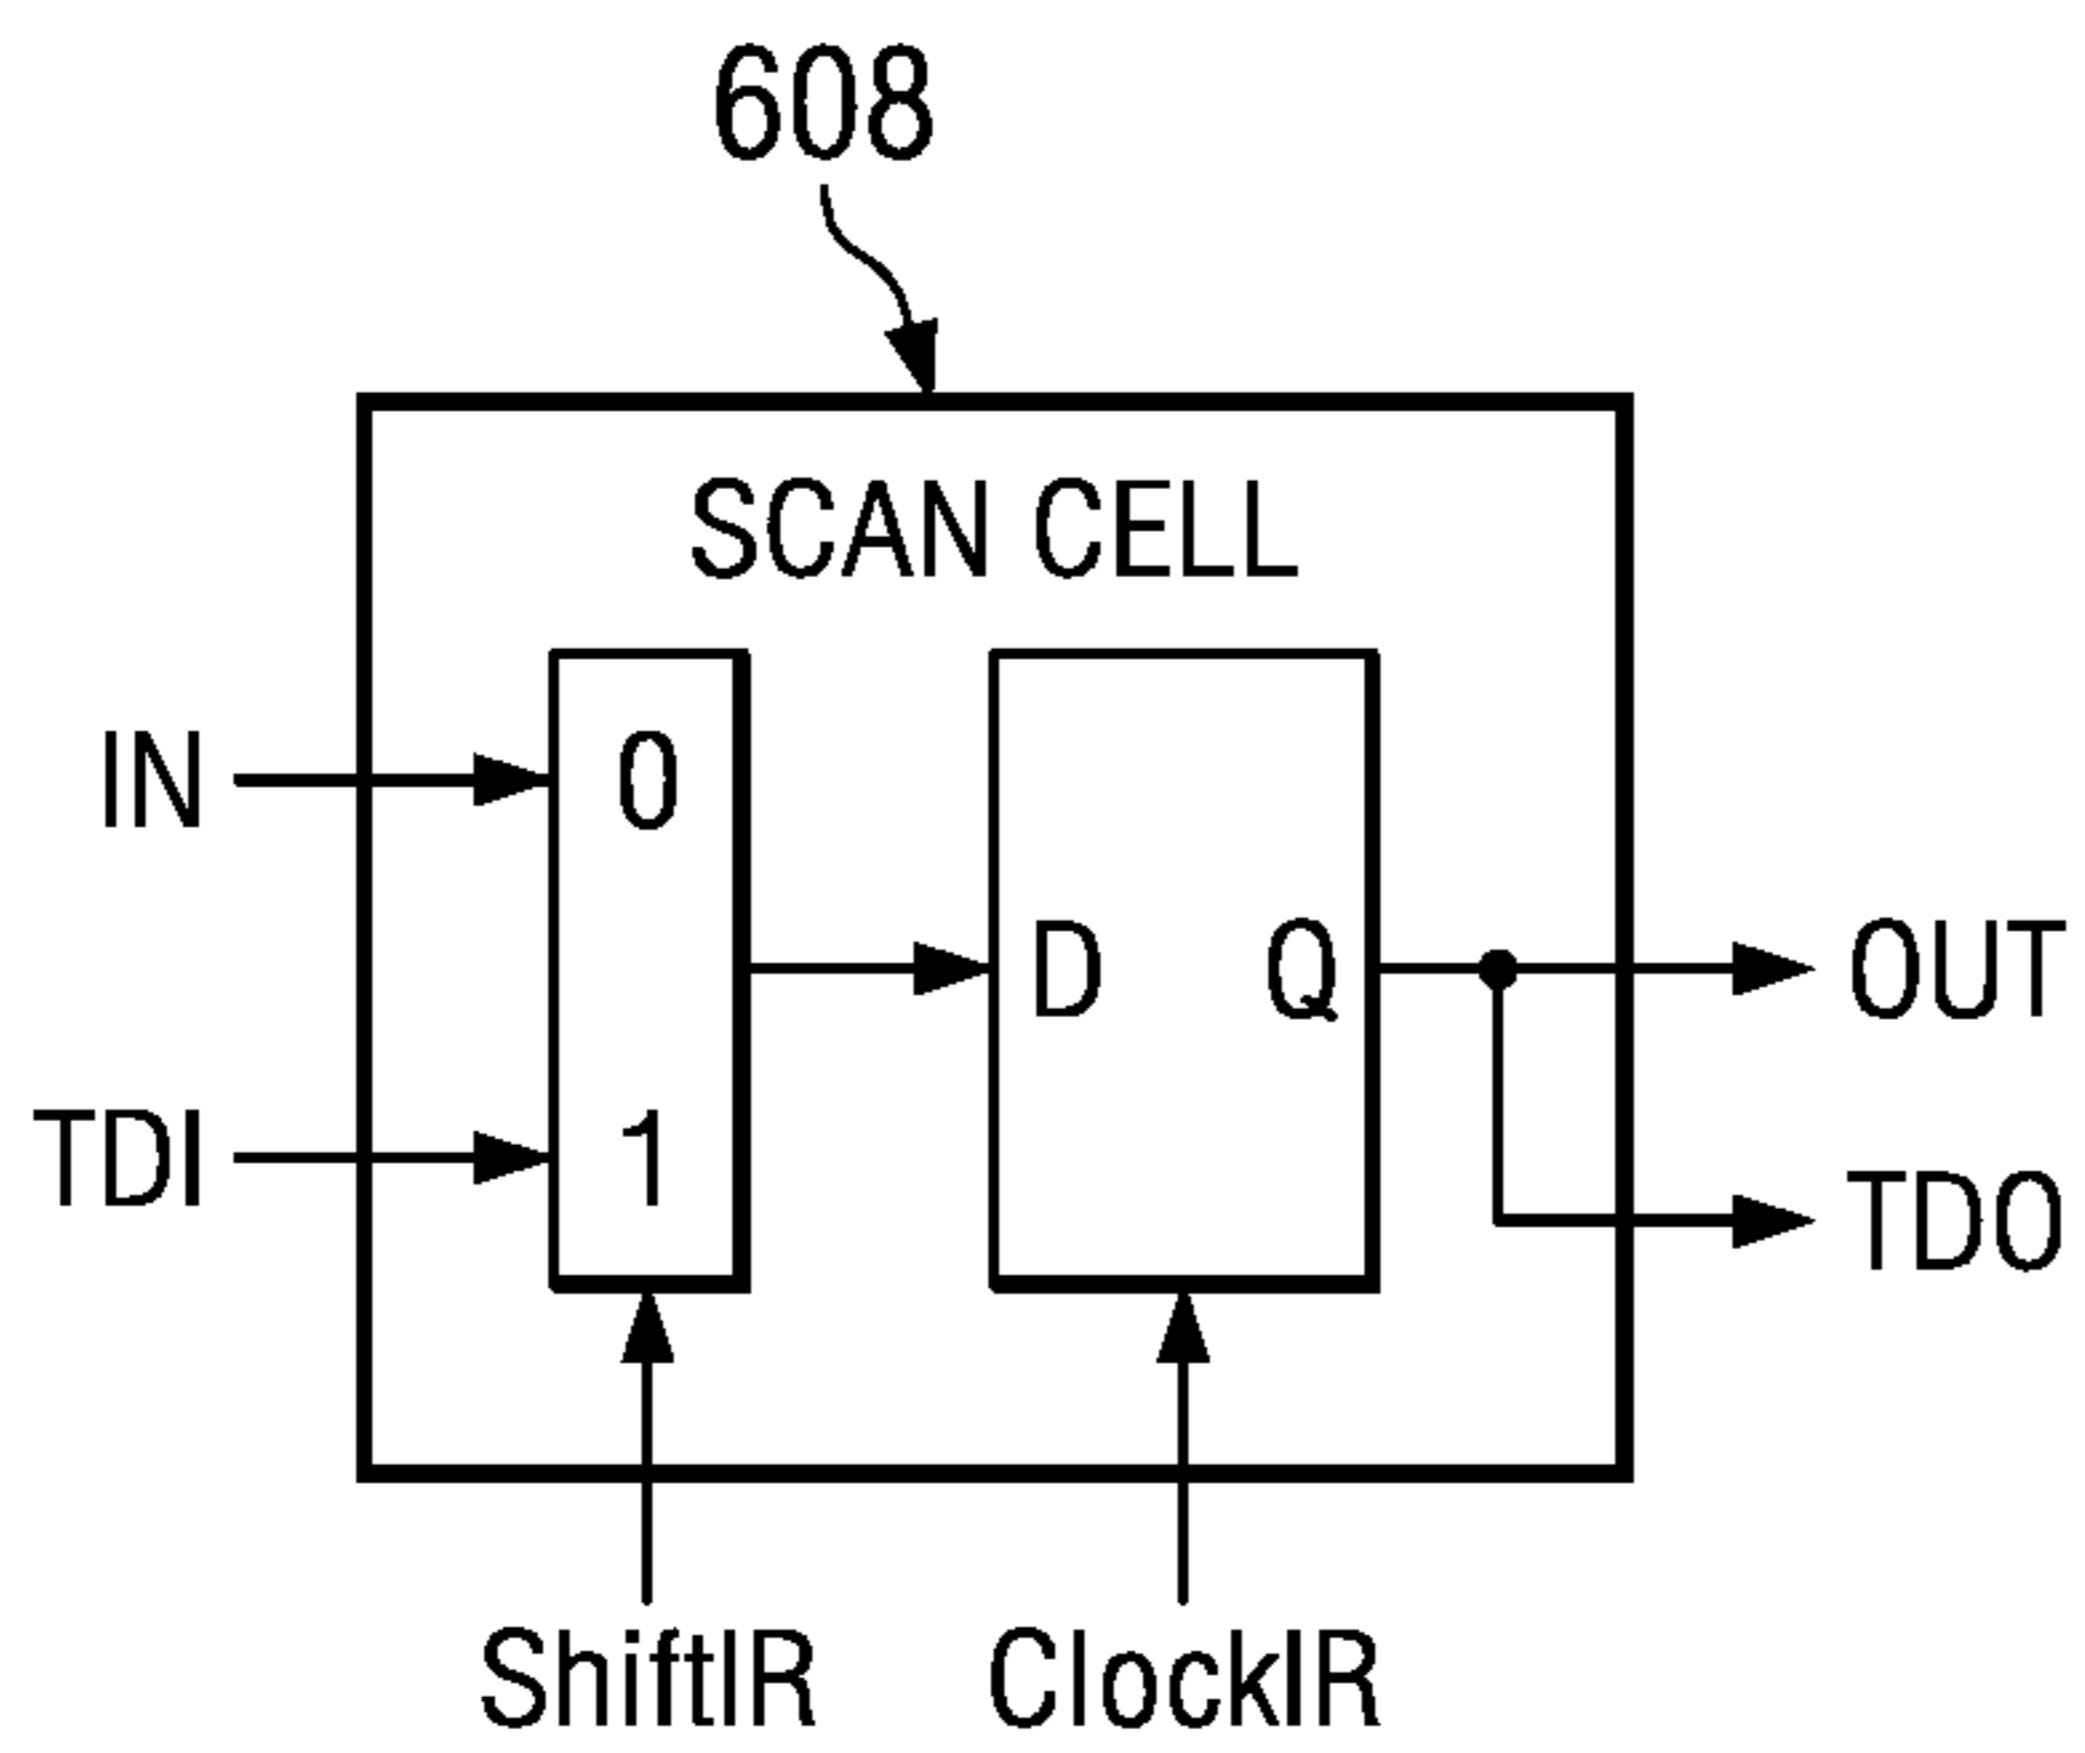 608
SCAN CELL
IN
0
D
Q
OUT
TDI
1
TDO
ShiftIR
ClockIR